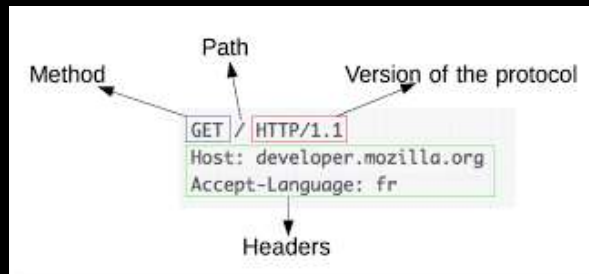 Path
Method
Version of the protocol
GET / HTTP/1.1
Host: developer.mozilla.org
Accept-Language: fr
Headers